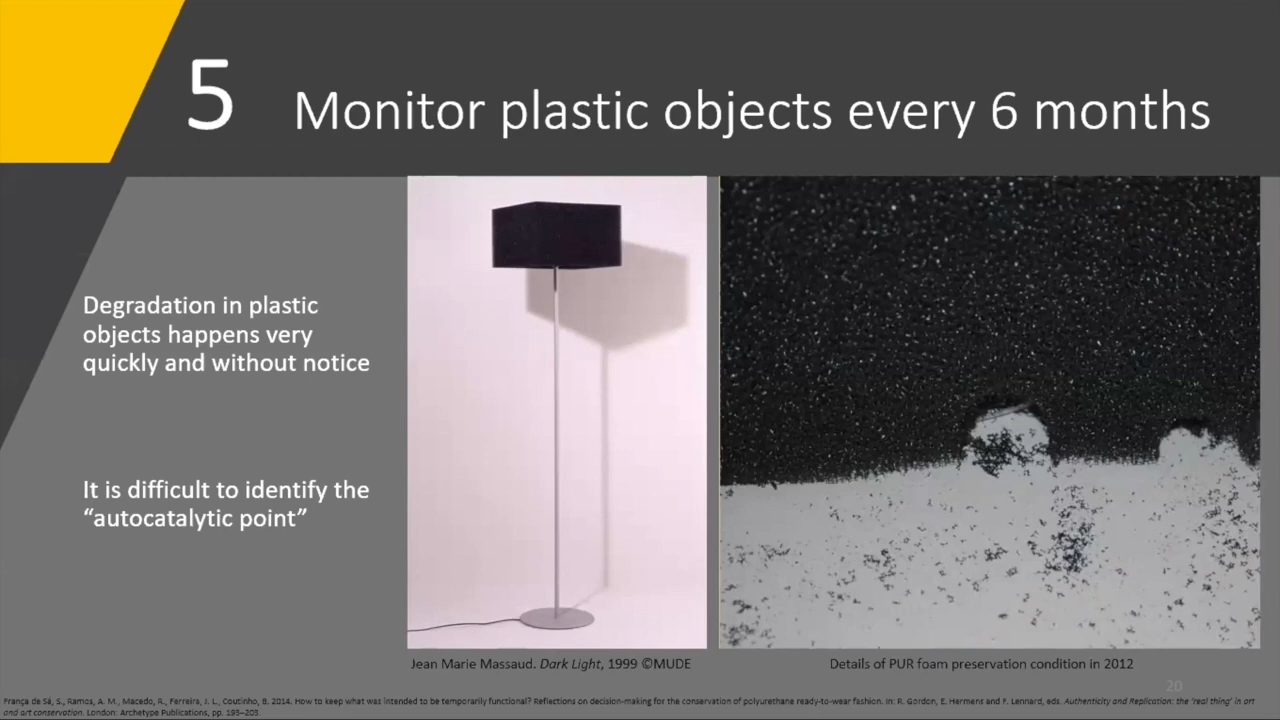 5
Monitor plastic objects every 6 months
Degradation in plastic
objects happens very
quickly and without notice
It is difficult to identify the
“autocatalytic point”
Jean Marie Massaud. Dark Light, 1999 ©MUDE
Details of PUR foam preservation condition in 2012
20
França de Sá, S., Ramos, A. M., Macedo, R., Ferreira, J. L., Coutinho, B. 2014. How to keep what was intended to be temporarily functional? Reflections on decision-making for the conservation of polyurethane ready-to-wear fashion. In: R. Gordon, E. Hermens and F. Lennard, eds. Authenticity and Replication: the 'real thing' in art
and art conservation. London: Archetype Publications, pp. 193–203.